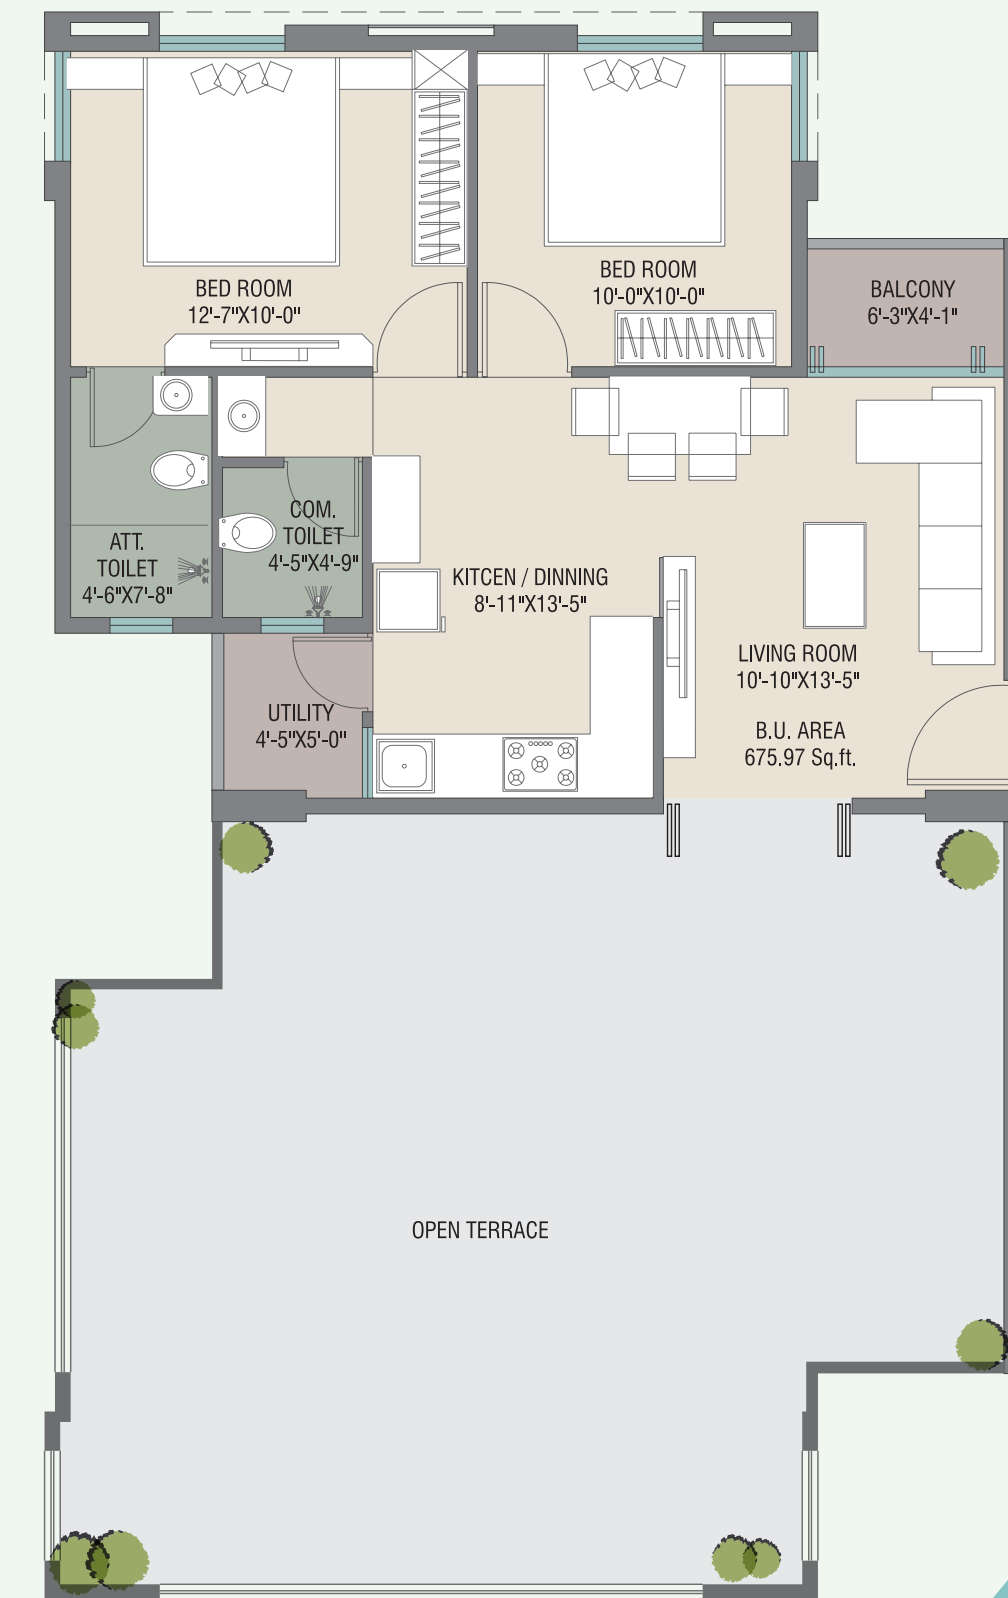 BED ROOM
12'-7"X10'-0"
BED ROOM
10'-0"X10'-0"
BALCONY
6'-3"X4'-1"
ATT.
TOILET
4'-6"X7'-8"
COM.
TOILET
4'-5"X4'-9"
KITCEN / DINNING
8'-11"X13'-5"
LIVING ROOM
10'-10"X13'-5"
UTILITY
4'-5"X5'-0"
B.U. AREA
675.97 Sq.ft.
OPEN TERRACE